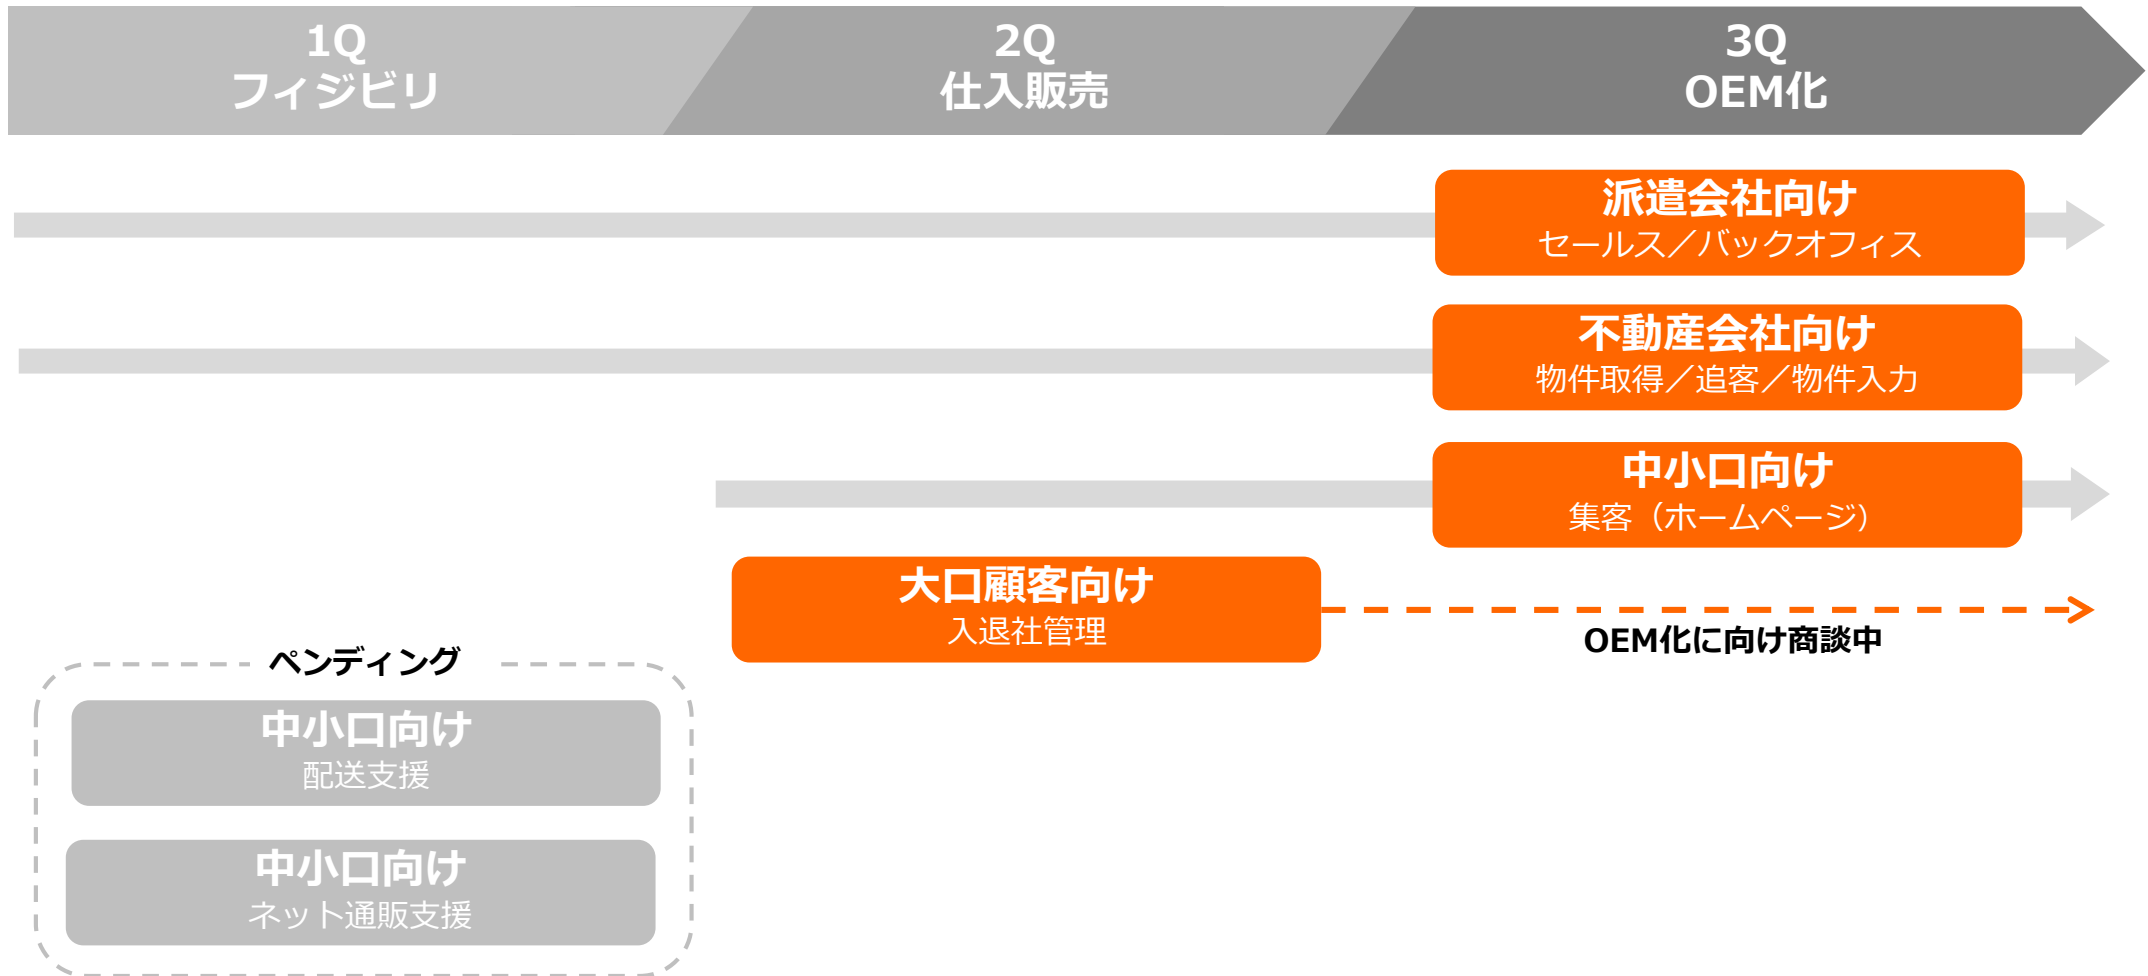 1Q
フィジビリ
2Q
仕入販売
3Q
OEM化
派遣会社向け
セールス／バックオフィス
不動産会社向け
物件取得／追客／物件入力
中小口向け
集客（ホームページ）
大口顧客向け
入退社管理
OEM化に向け商談中
ペンディング
中小口向け
配送支援
中小口向け
ネット通販支援